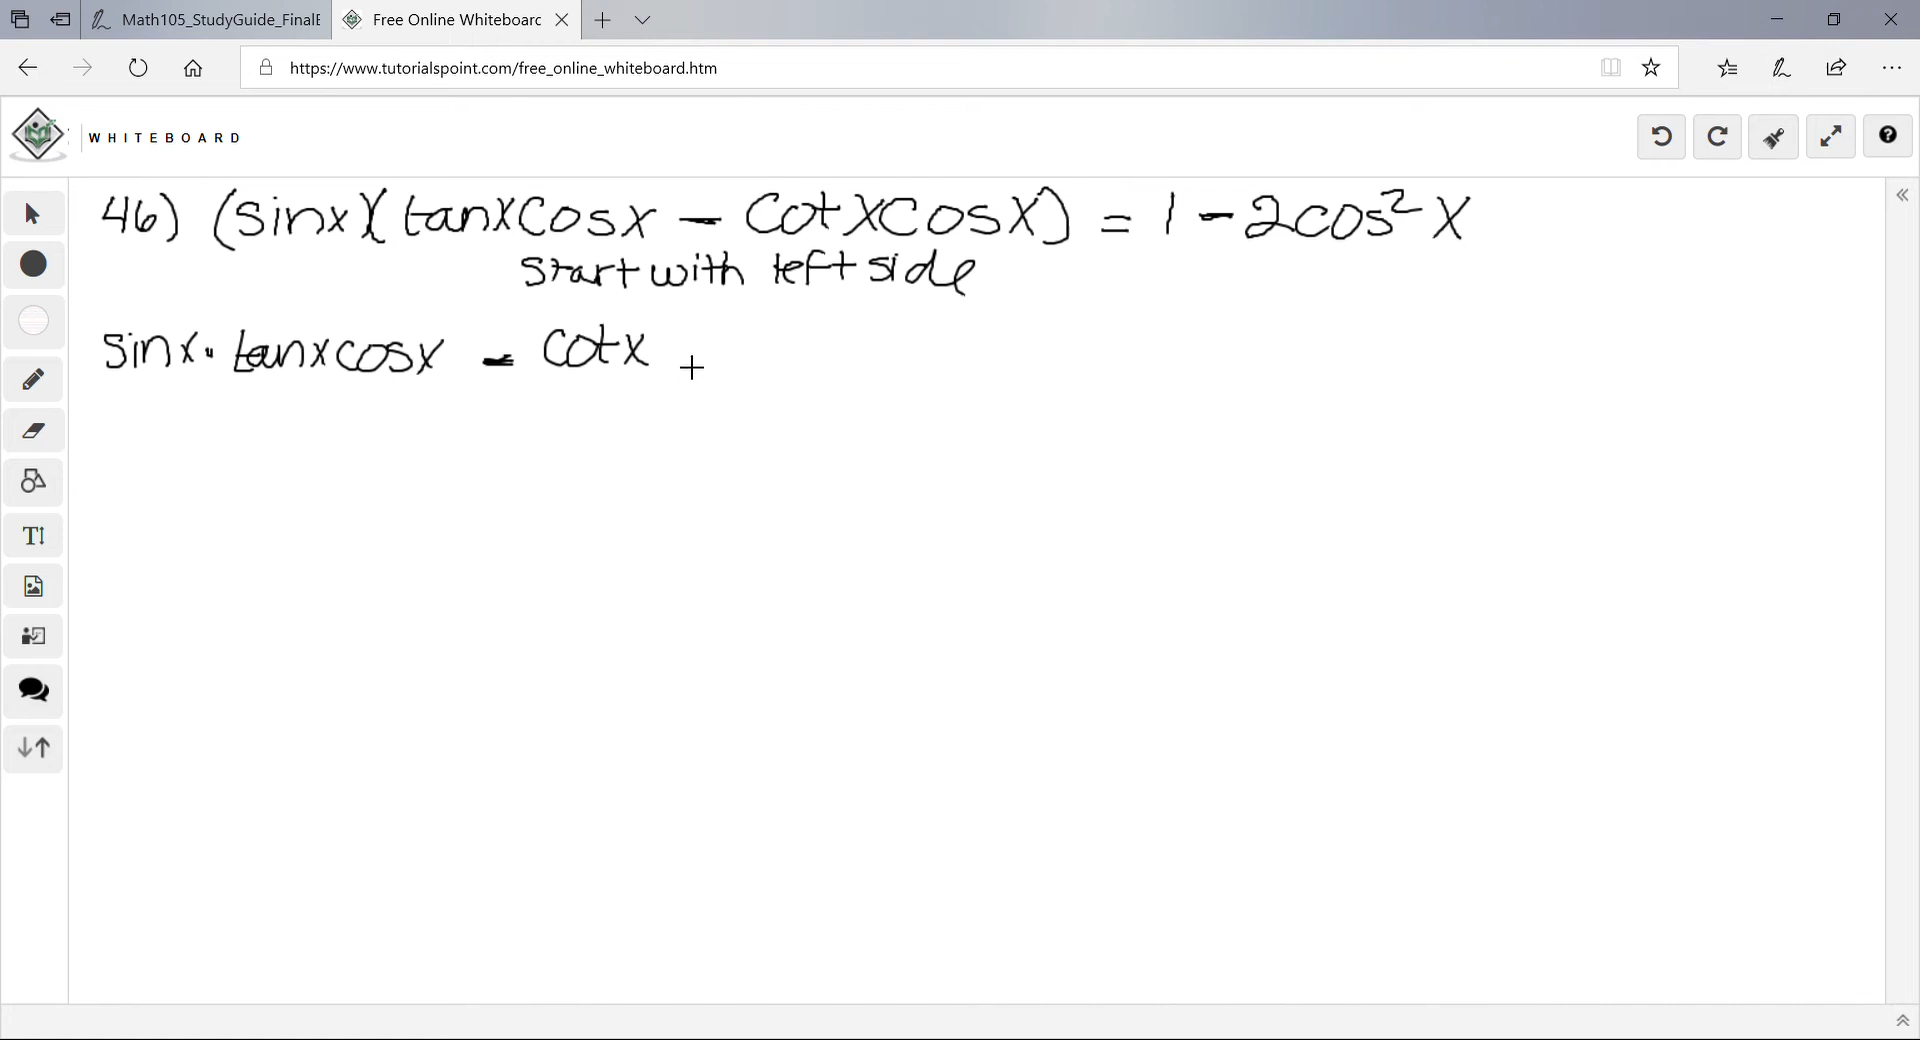 Math105_StudyGuide_FinalE
Free Online Whiteboarc
https://www.tutorialspoint.com/free_online_whiteboard.htm
WHITEBOARD
46) (sinx)(tanxcosx - cotxcosx) = 1 - 2cos²x
start with left side
sinx · tanxcosx - cotx